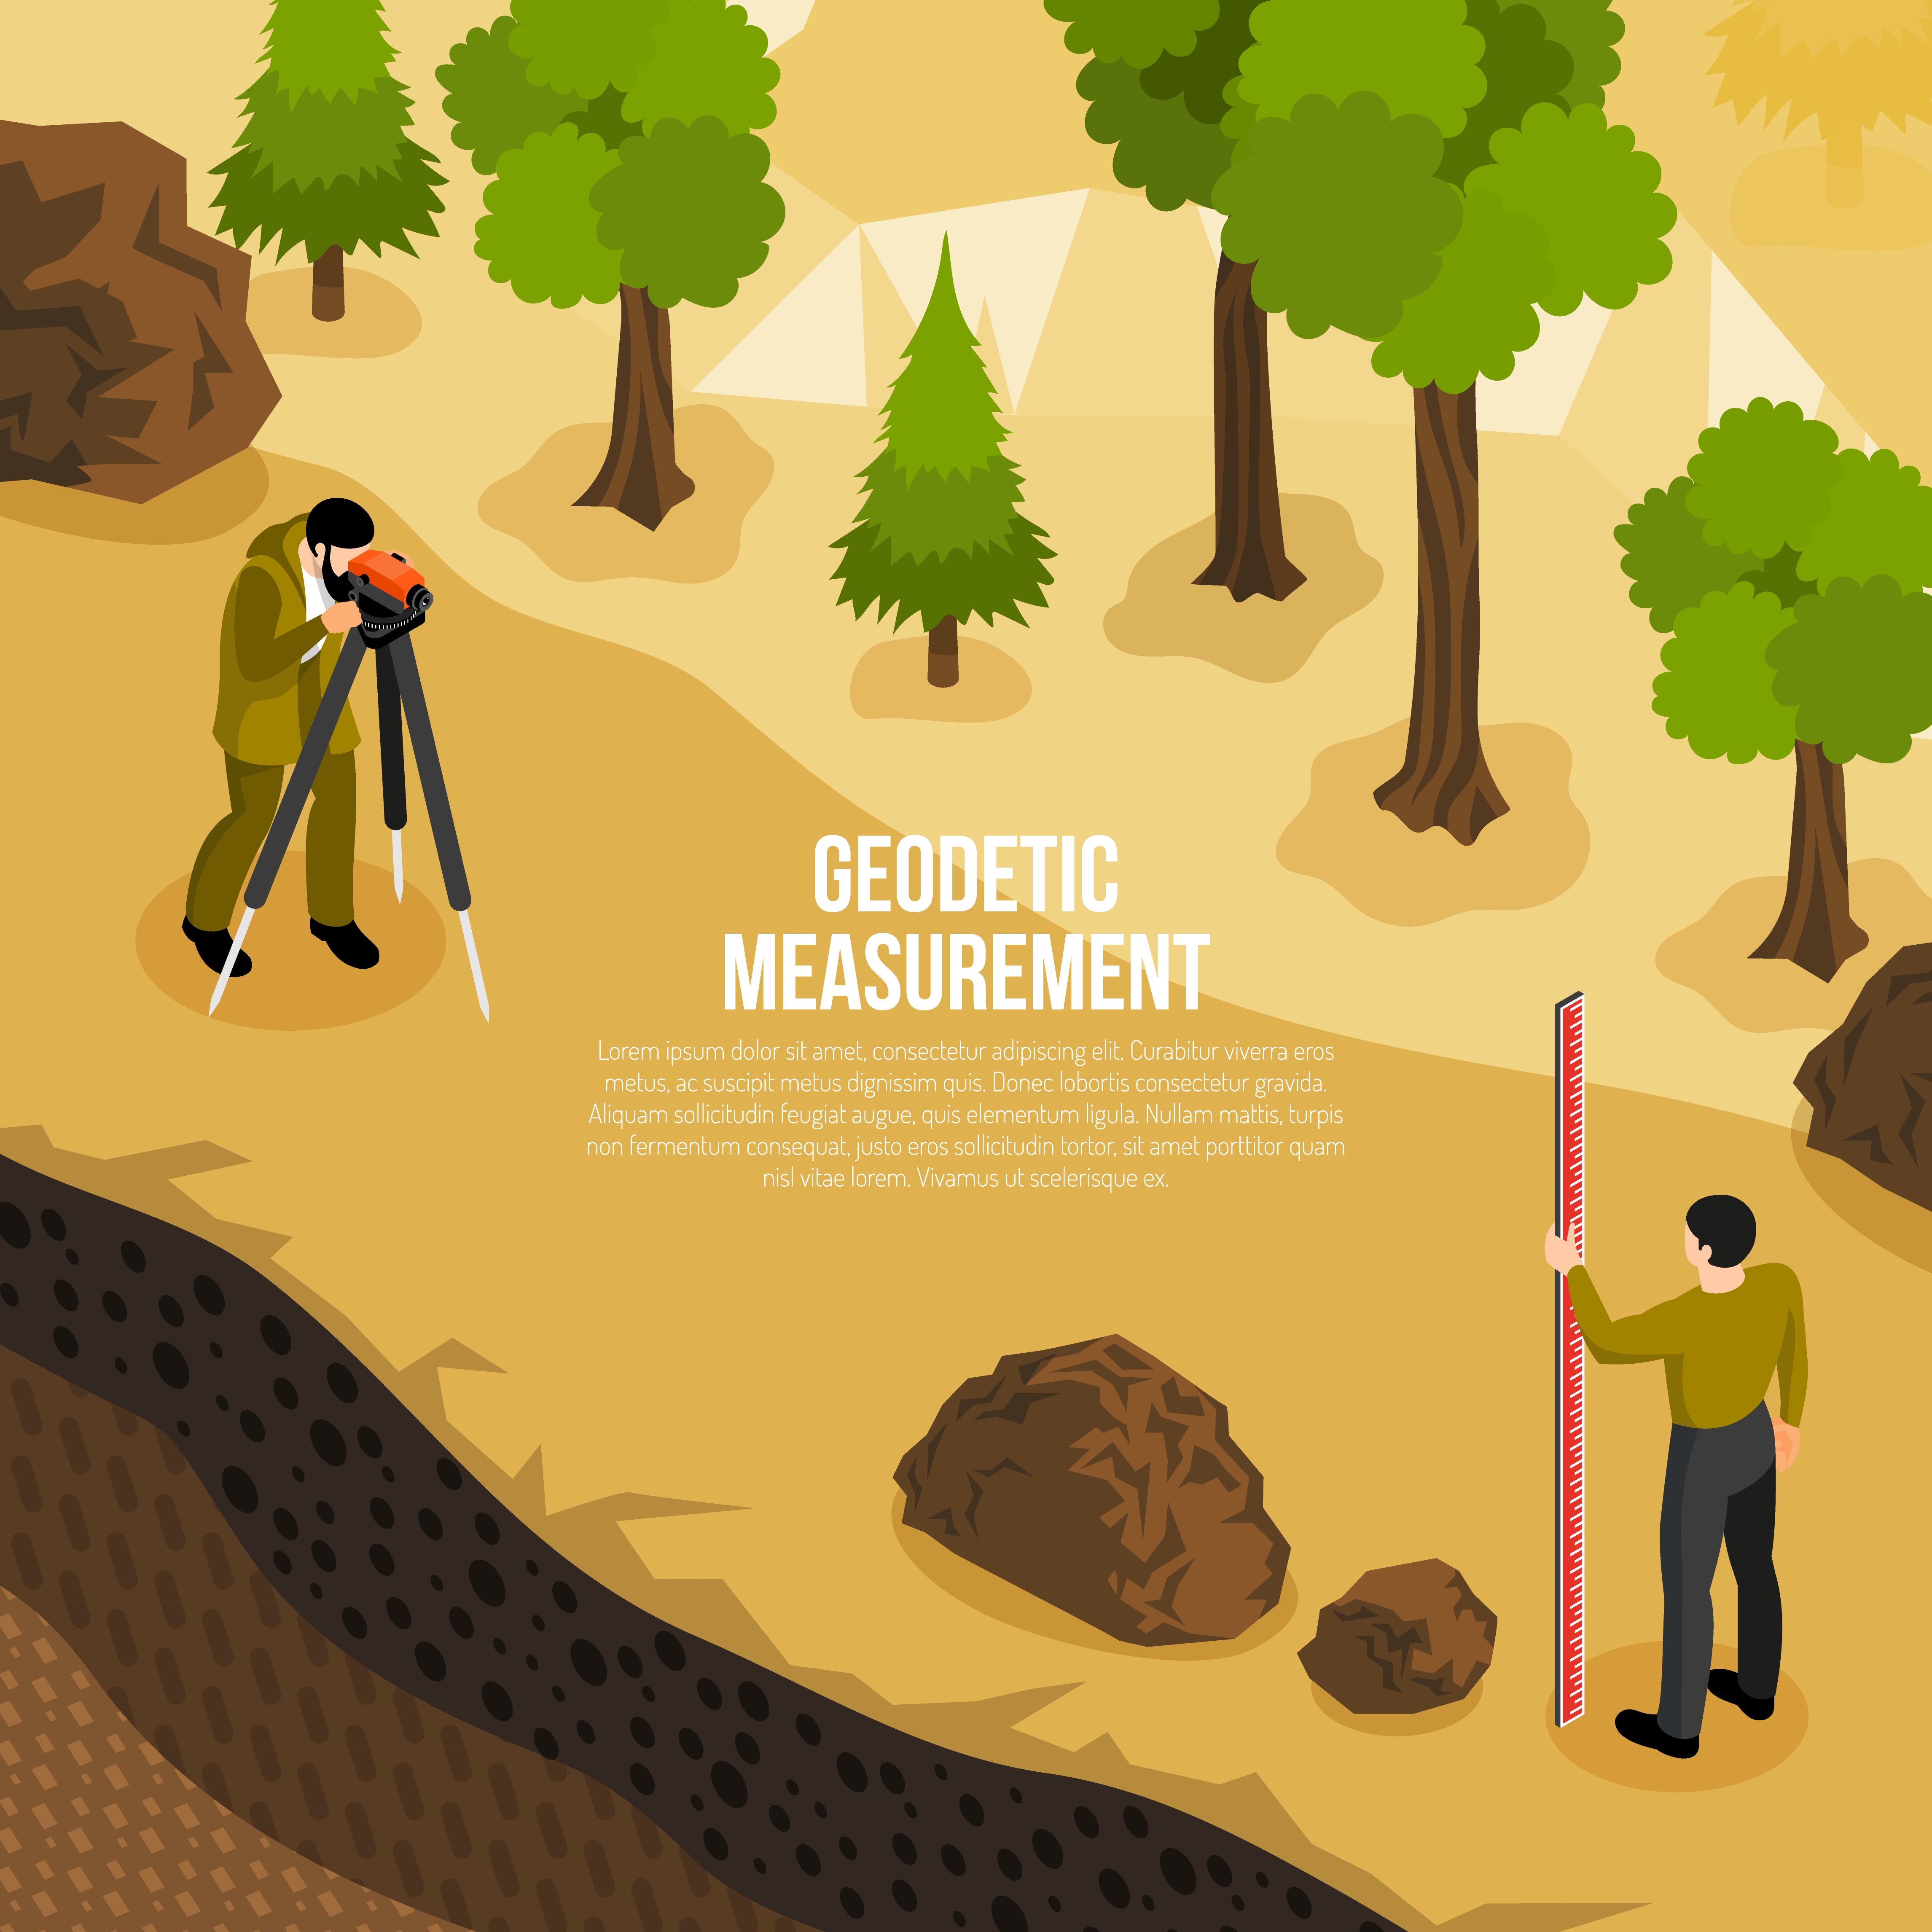 GEODETIC
MEASUREMENT
Lorem ipsum dolor sit amet, consectetur adipiscing elit. Curabitur viverra eros
metus, ac suscipit metus dignissim quis. Donec lobortis consectetur gravida.
Aliquam sollicitudin feugiat augue, quis elementum ligula. Nullam mattis, turpis
non fermentum consequat, justo eros sollicitudin tortor, sit amet porttitor quam
nisl vitae lorem. Vivamus ut scelerisque ex.